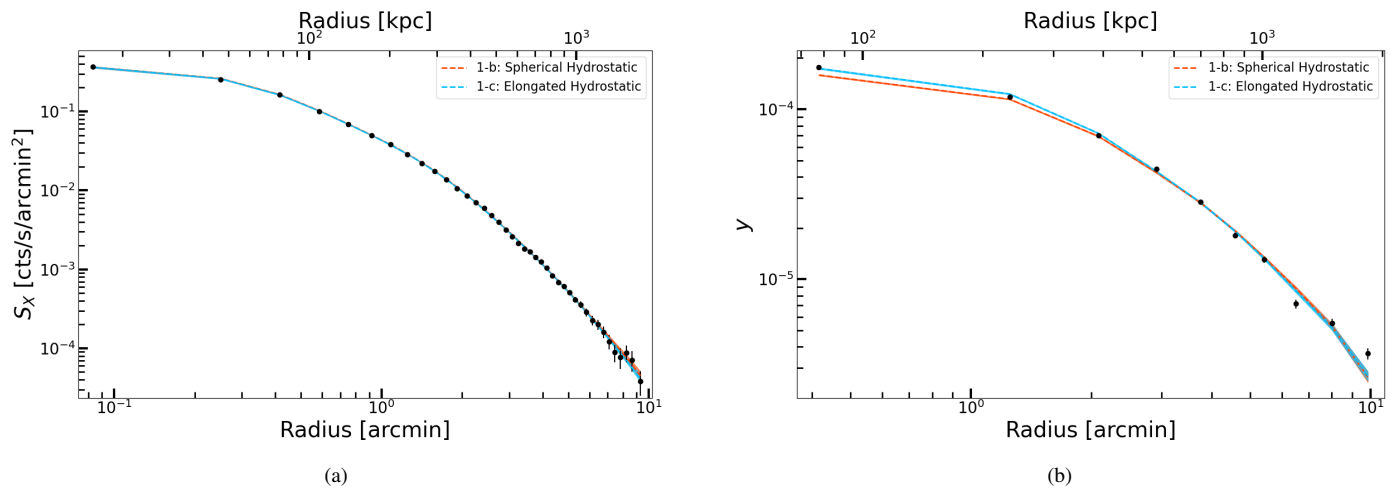 Radius [kpc]
10² 10³
1-b: Spherical Hydrostatic
1-c: Elongated Hydrostatic
10⁻¹
10⁻²
10⁻³
10⁻⁴
S_X [cts/s/arcmin²]
10⁻¹ 10⁰ 10¹
Radius [arcmin]
(a)
Radius [kpc]
10² 10³
1-b: Spherical Hydrostatic
1-c: Elongated Hydrostatic
10⁻⁴
10⁻⁵
y
10⁰ 10¹
Radius [arcmin]
(b)